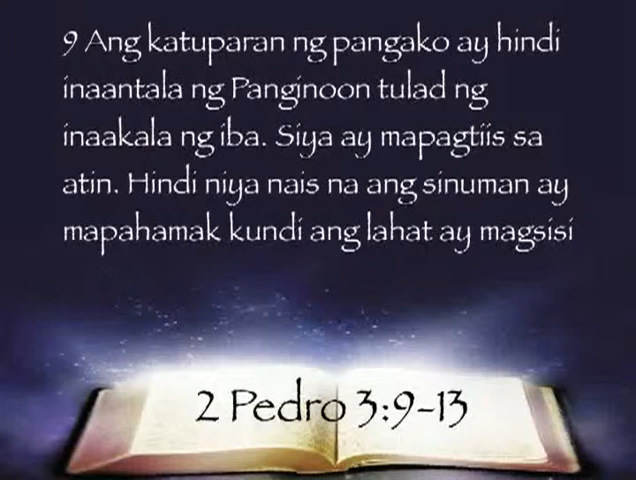 9 Ang katuparan ng pangako ay hindi
inaantala ng Panginoon tulad ng
inaakala ng iba. Siya ay mapagtiis sa
atin. Hindi niya nais na ang sinuman ay
mapahamak kundi ang lahat ay magsisi
2 Pedro 3:9-13